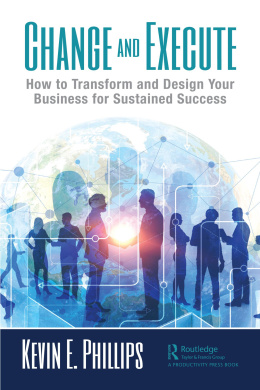 CHANGE AND EXECUTE
How to Transform and Design Your
Business for Sustained Success
KEVIN E. PHILLIPS
Routledge
Taylor & Francis Group
A PRODUCTIVITY PRESS BOOK